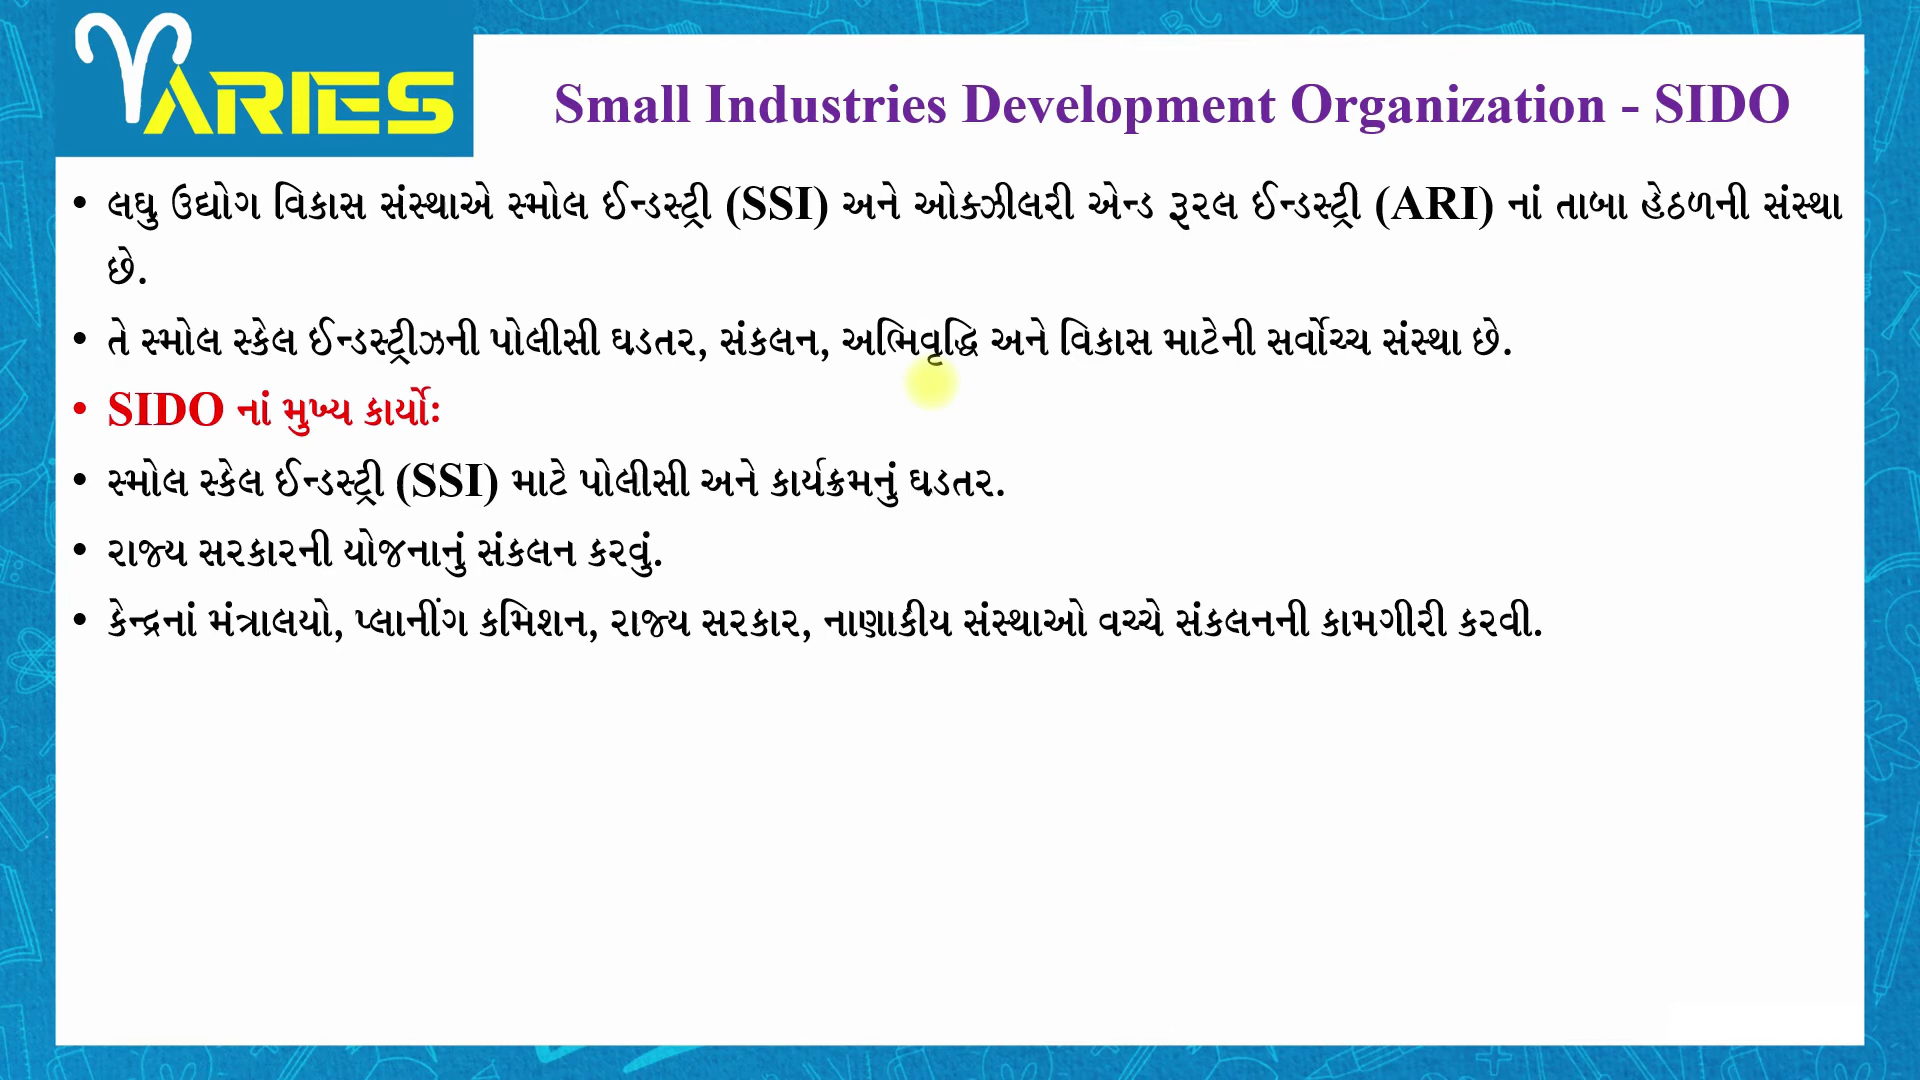 ARIES
Small Industries Development Organization - SIDO
• લઘુ ઉદ્યોગ વિકાસ સંસ્થાએ સ્મોલ ઈન્ડસ્ટ્રી (SSI) અને ઓક્ઝીલરી એન્ડ રૂરલ ઈન્ડસ્ટ્રી (ARI) નાં તાબા હેઠળની સંસ્થા
છે.
• તે સ્મોલ સ્કેલ ઈન્ડસ્ટ્રીઝની પોલીસી ઘડતર, સંકલન, અભિવૃદ્ધિ અને વિકાસ માટેની સર્વોચ્ચ સંસ્થા છે.
• SIDO નાં મુખ્ય કાર્યોઃ
• સ્મોલ સ્કેલ ઈન્ડસ્ટ્રી (SSI) માટે પોલીસી અને કાર્યક્રમનું ઘડતર.
• રાજ્ય સરકારની યોજનાનું સંકલન કરવું.
• કેન્દ્રનાં મંત્રાલયો, પ્લાનીંગ કમિશન, રાજ્ય સરકાર, નાણાકીય સંસ્થાઓ વચ્ચે સંકલનની કામગીરી કરવી.